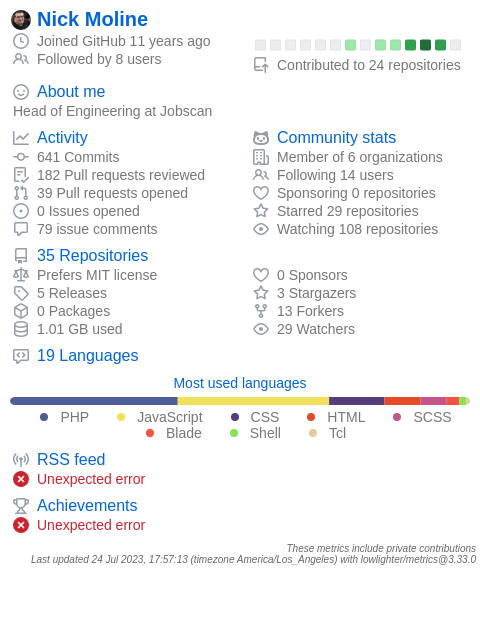 Nick Moline
Joined GitHub 11 years ago
Followed by 8 users
Contributed to 24 repositories
About me
Head of Engineering at Jobscan
Activity
641 Commits
182 Pull requests reviewed
39 Pull requests opened
0 Issues opened
79 issue comments
Community stats
Member of 6 organizations
Following 14 users
Sponsoring 0 repositories
Starred 29 repositories
Watching 108 repositories
35 Repositories
Prefers MIT license
5 Releases
0 Packages
1.01 GB used
0 Sponsors
3 Stargazers
13 Forkers
29 Watchers
19 Languages
Most used languages
PHP JavaScript CSS HTML SCSS
Blade Shell Tcl
RSS feed
Unexpected error
Achievements
Unexpected error
These metrics include private contributions
Last updated 24 Jul 2023, 17:57:13 (timezone America/Los_Angeles) with lowlighter/metrics@3.33.0